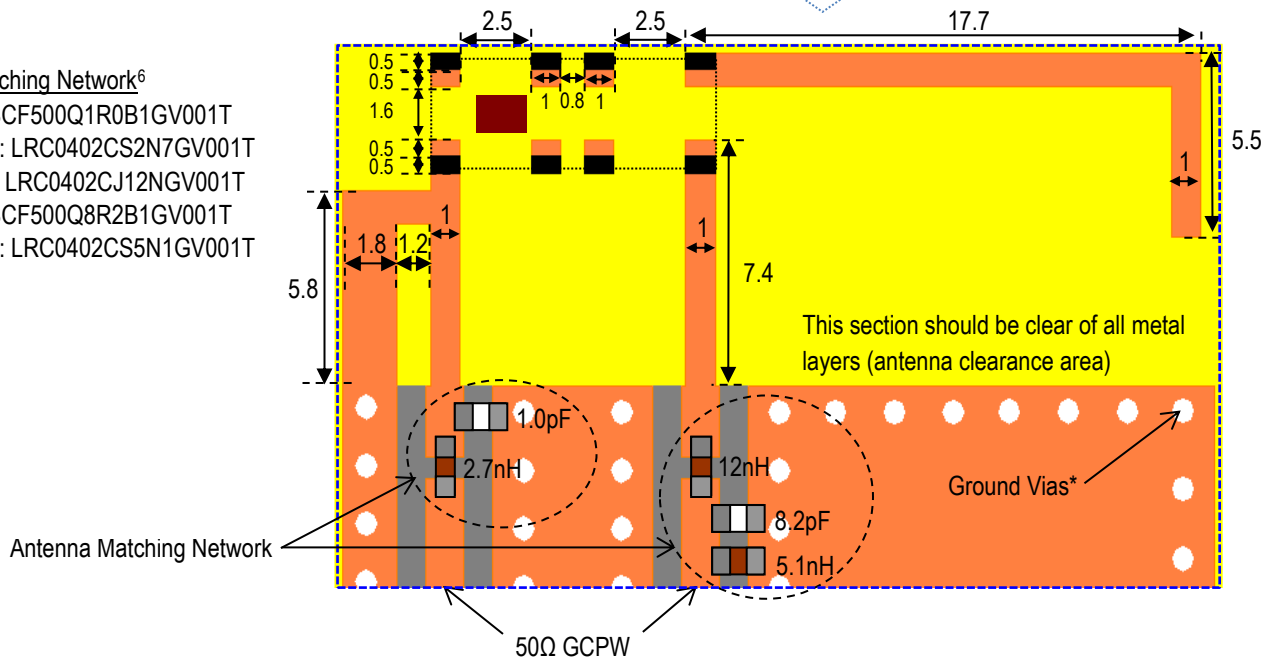 2.5
2.5
17.7
0.5
0.5
1.6
0.5
0.5
1 0.8 1
5.5
1
1
1
1.8
1.2
5.8
7.4
ching Network⁶
CF500Q1R0B1GV001T
: LRC0402CS2N7GV001T
LRC0402CJ12NGV001T
CF500Q8R2B1GV001T
: LRC0402CS5N1GV001T
This section should be clear of all metal
layers (antenna clearance area)
1.0pF
2.7nH
12nH
8.2pF
5.1nH
Ground Vias*
Antenna Matching Network
50Ω GCPW